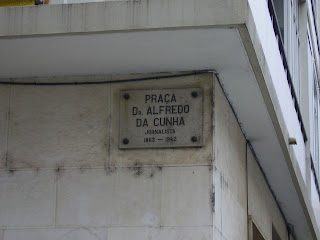 PRAÇA
DR. ALFREDO
DA CUNHA
JORNALISTA
1863 - 1942